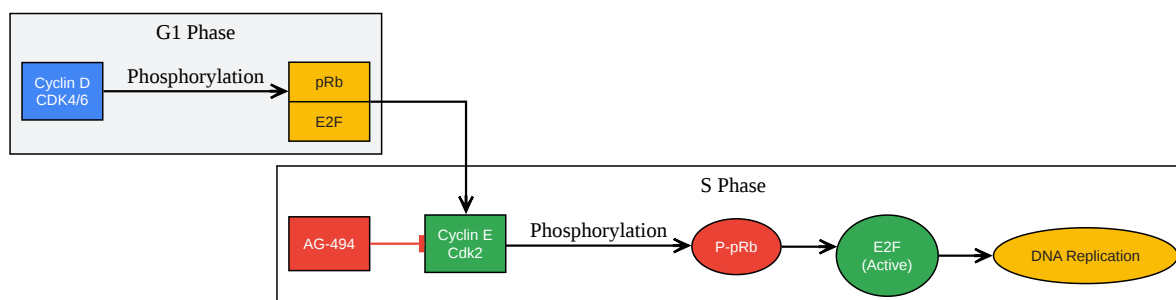 G1 Phase
Cyclin D
CDK4/6
Phosphorylation
pRb
E2F
S Phase
AG-494
Cyclin E
Cdk2
Phosphorylation
P-pRb
E2F
(Active)
DNA Replication